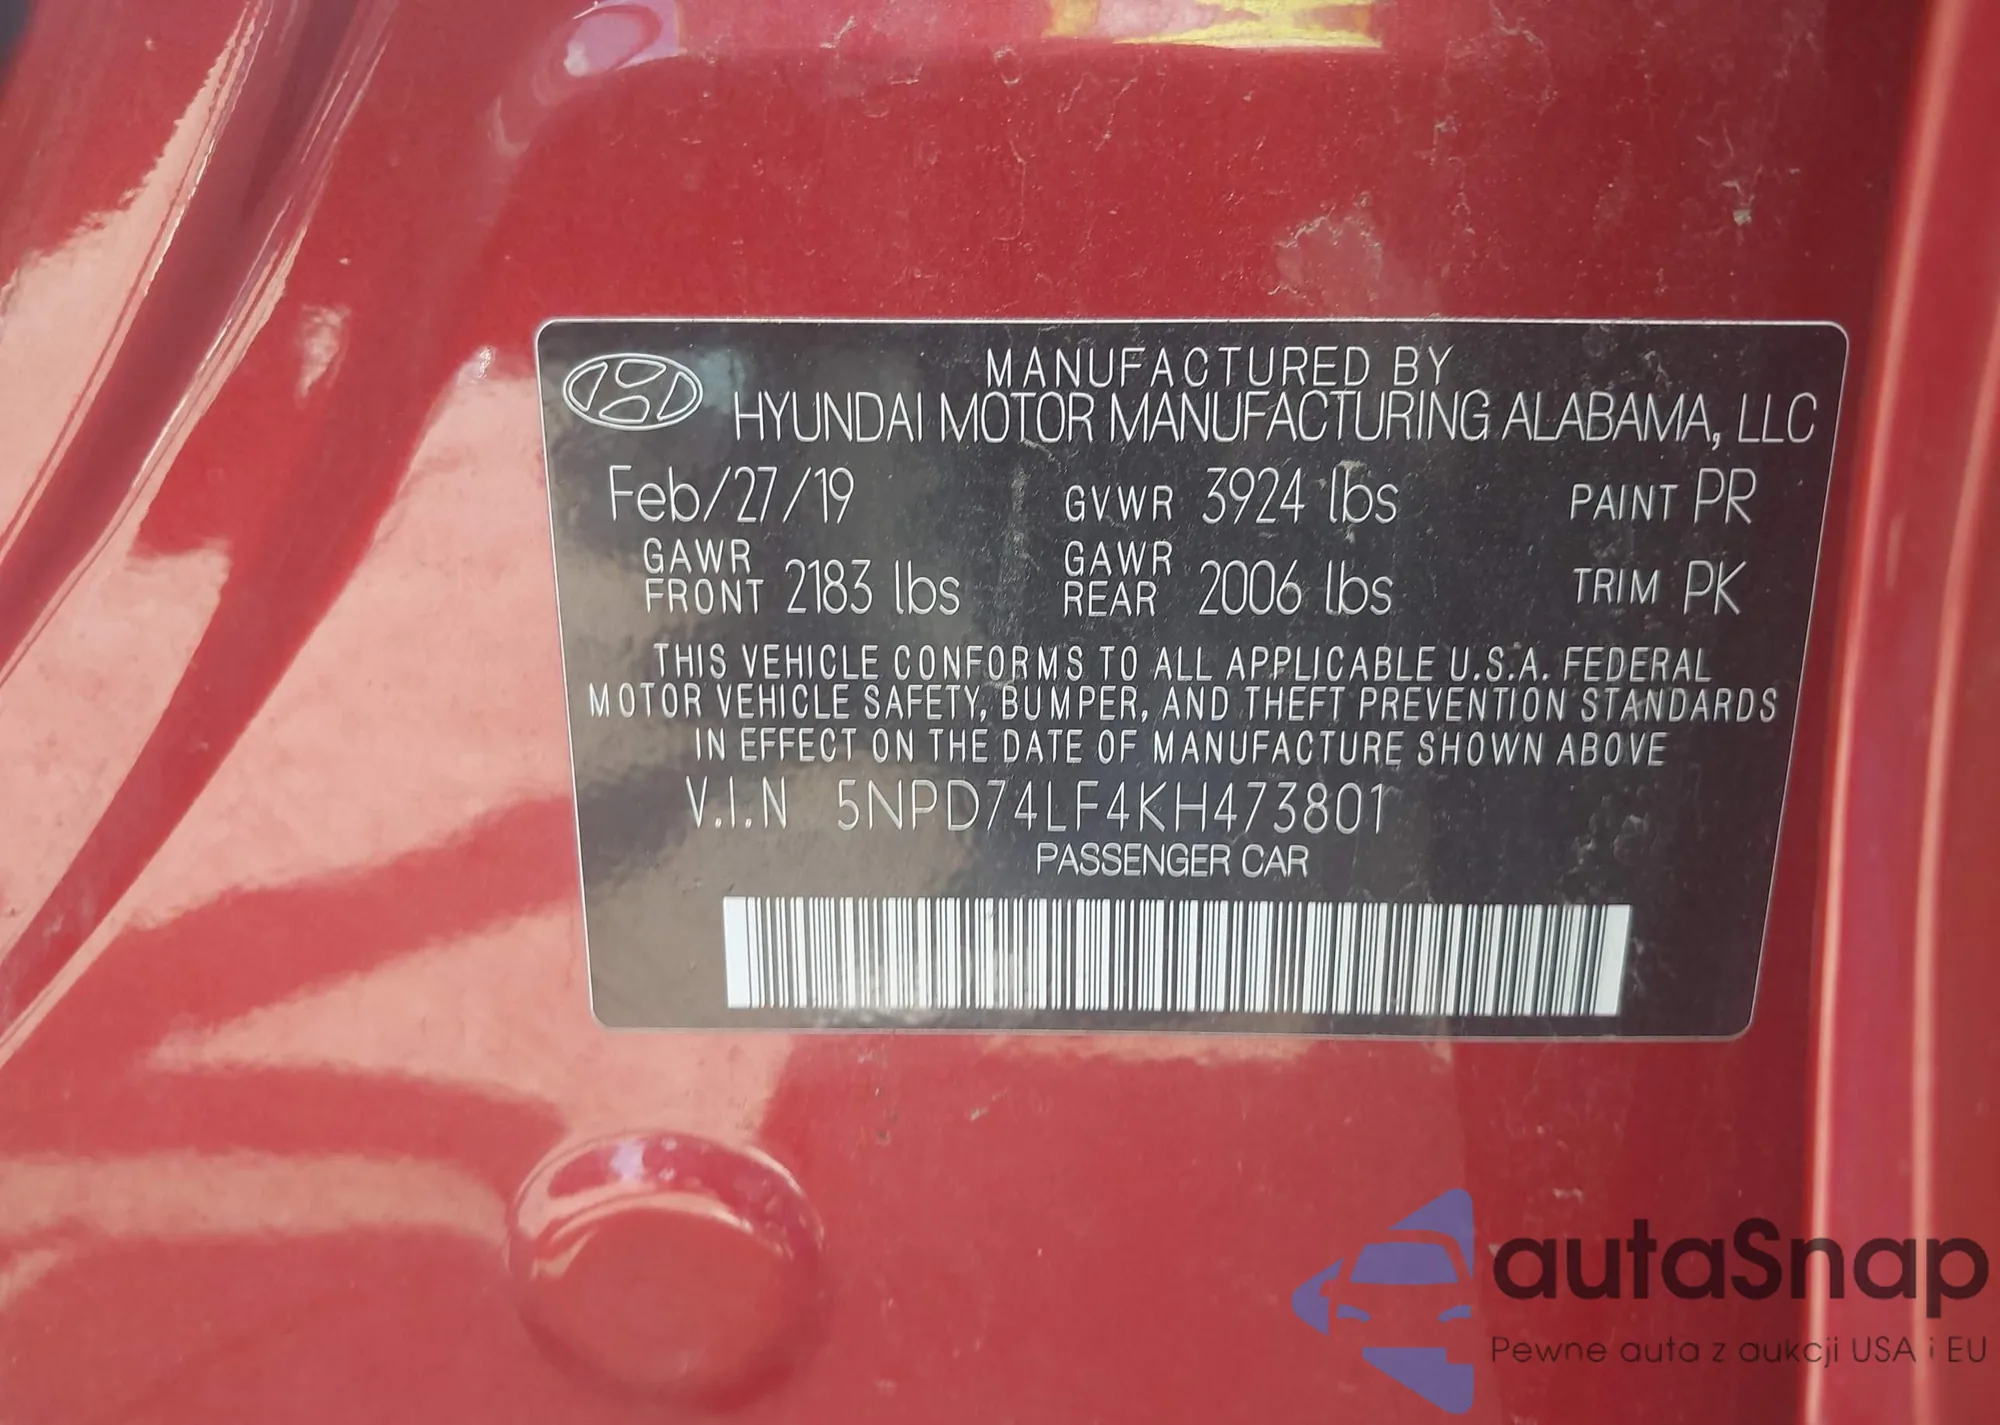 MANUFACTURED BY
HYUNDAI MOTOR MANUFACTURING ALABAMA, LLC
Feb/27/19 GVWR 3924 lbs PAINT PR
GAWR FRONT 2183 lbs GAWR REAR 2006 lbs TRIM PK
THIS VEHICLE CONFORMS TO ALL APPLICABLE U.S.A. FEDERAL
MOTOR VEHICLE SAFETY, BUMPER, AND THEFT PREVENTION STANDARDS
IN EFFECT ON THE DATE OF MANUFACTURE SHOWN ABOVE
V.I.N 5NPD74LF4KH473801
PASSENGER CAR
autaSnap
Pewne auta z aukcji USA i EU